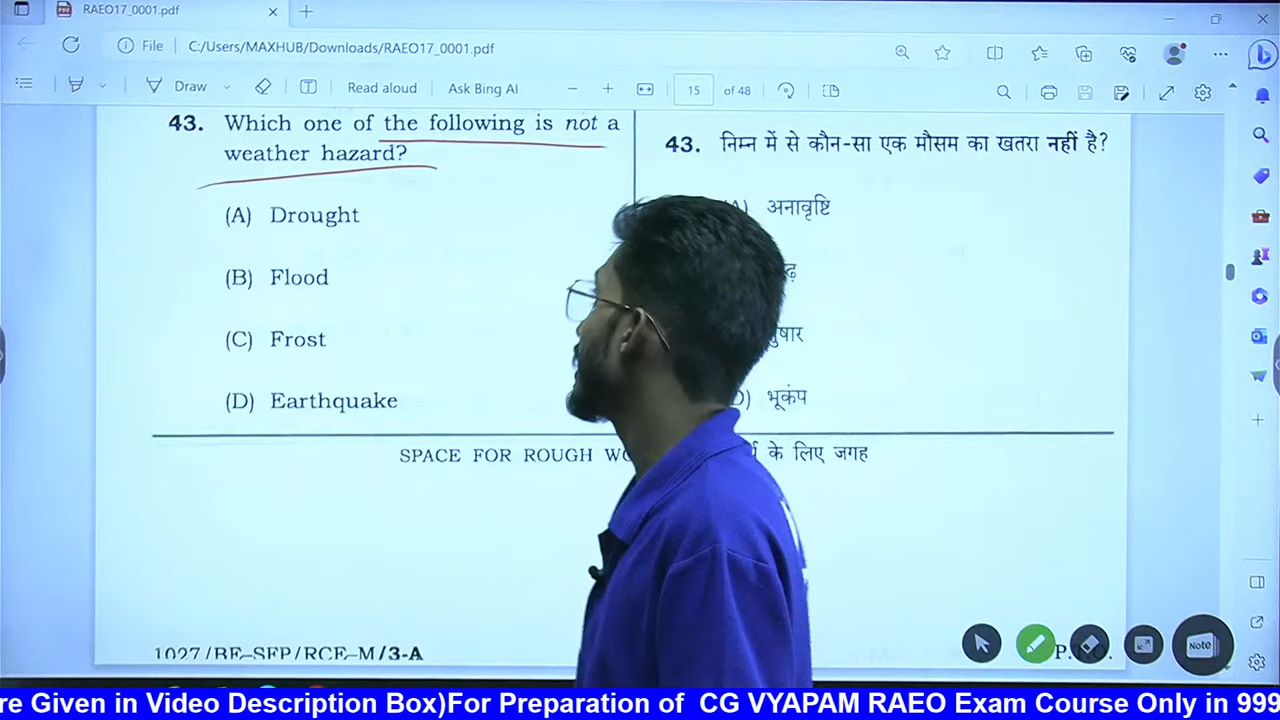 RAEO17_0001.pdf
File
C:/Users/MAXHUB/Downloads/RAEO17_0001.pdf
Draw
Read aloud
Ask Bing AI
15
of 48
43. Which one of the following is not a
weather hazard?
(A) Drought
(B) Flood
(C) Frost
(D) Earthquake
43. निम्न में से कौन-सा एक मौसम का खतरा नहीं है?
अनावृष्टि
भूकंप
SPACE FOR ROUGH
के लिए जगह
1027/BE–SEP/RCE–M/3-A
Note
re Given in Video Description Box)For Preparation of CG VYAPAM RAEO Exam Course Only in 999